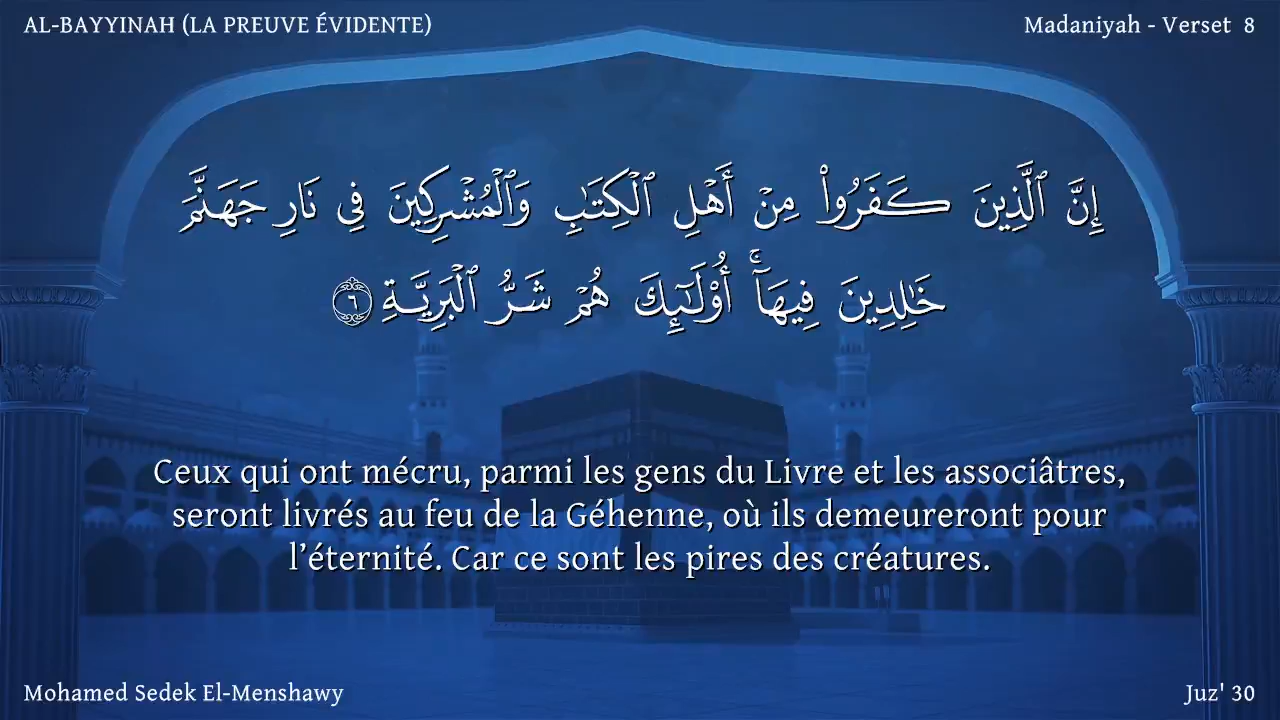 AL-BAYYINAH (LA PREUVE ÉVIDENTE)
Madaniyah - Verset 8
إِنَّ ٱلَّذِينَ كَفَرُوا۟ مِنْ أَهْلِ ٱلْكِتَـٰبِ وَٱلْمُشْرِكِينَ فِى نَارِ جَهَنَّمَ
خَـٰلِدِينَ فِيهَآ ۚ أُو۟لَـٰٓئِكَ هُمْ شَرُّ ٱلْبَرِيَّةِ ٦
Ceux qui ont mécru, parmi les gens du Livre et les associâtres,
seront livrés au feu de la Géhenne, où ils demeureront pour
l’éternité. Car ce sont les pires des créatures.
Mohamed Sedek El-Menshawy
Juz' 30